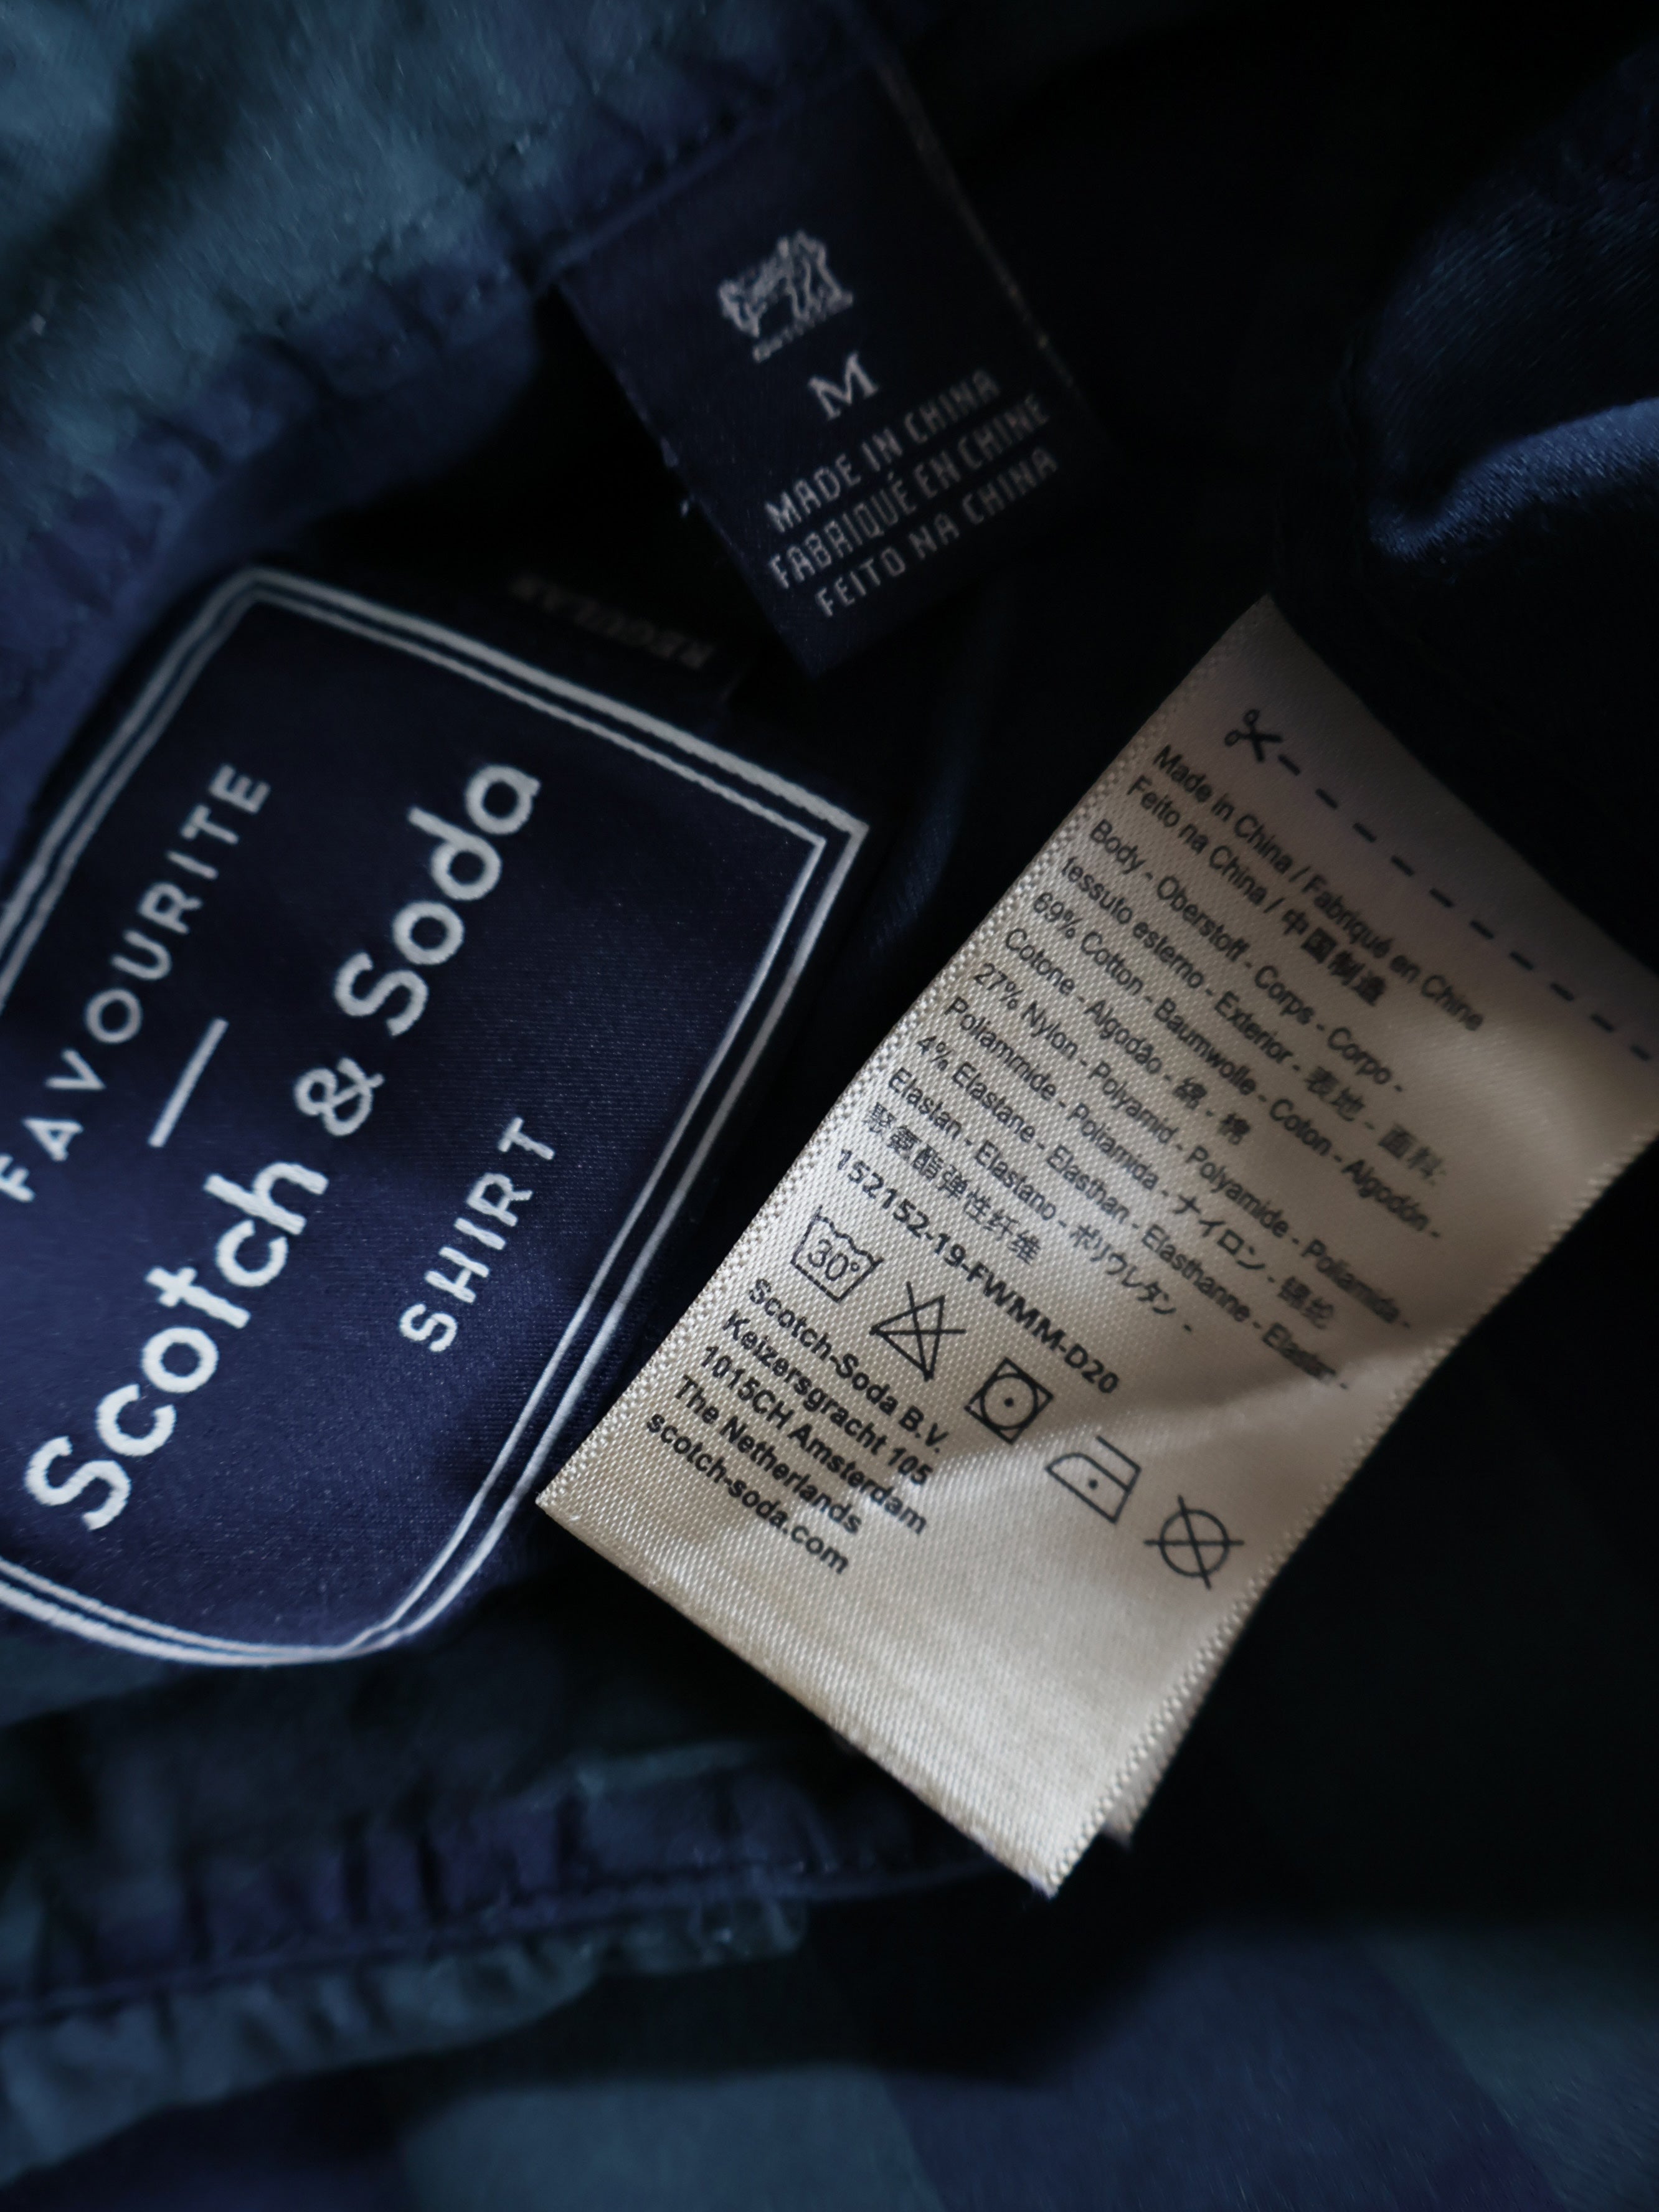 M
MADE IN CHINA
FABRIQUÉ EN CHINE
FEITO NA CHINA
REGULAR
FAVOURITE
Scotch & Soda
SHIRT
Made in China / Fabriqué en Chine
Feito na China / 中国制造
Body - Oberstoff - Corps - Corpo -
tessuto esterno - Exterior - 表地 - 面料:
69% Cotton - Baumwolle - Coton - Algodón -
Cotone - Algodão - 綿 - 棉
27% Nylon - Polyamid - Polyamide - Poliamida -
Poliammide - Poliamida - ナイロン - 锦纶
4% Elastane - Elasthan - Elasthanne - Elaster -
Elastan - Elastano - ポリウレタン -
聚氨酯弹性纤维
152152-19-FWMM-D20
30°
Scotch-Soda B.V.
Keizersgracht 105
1015CH Amsterdam
The Netherlands
scotch-soda.com